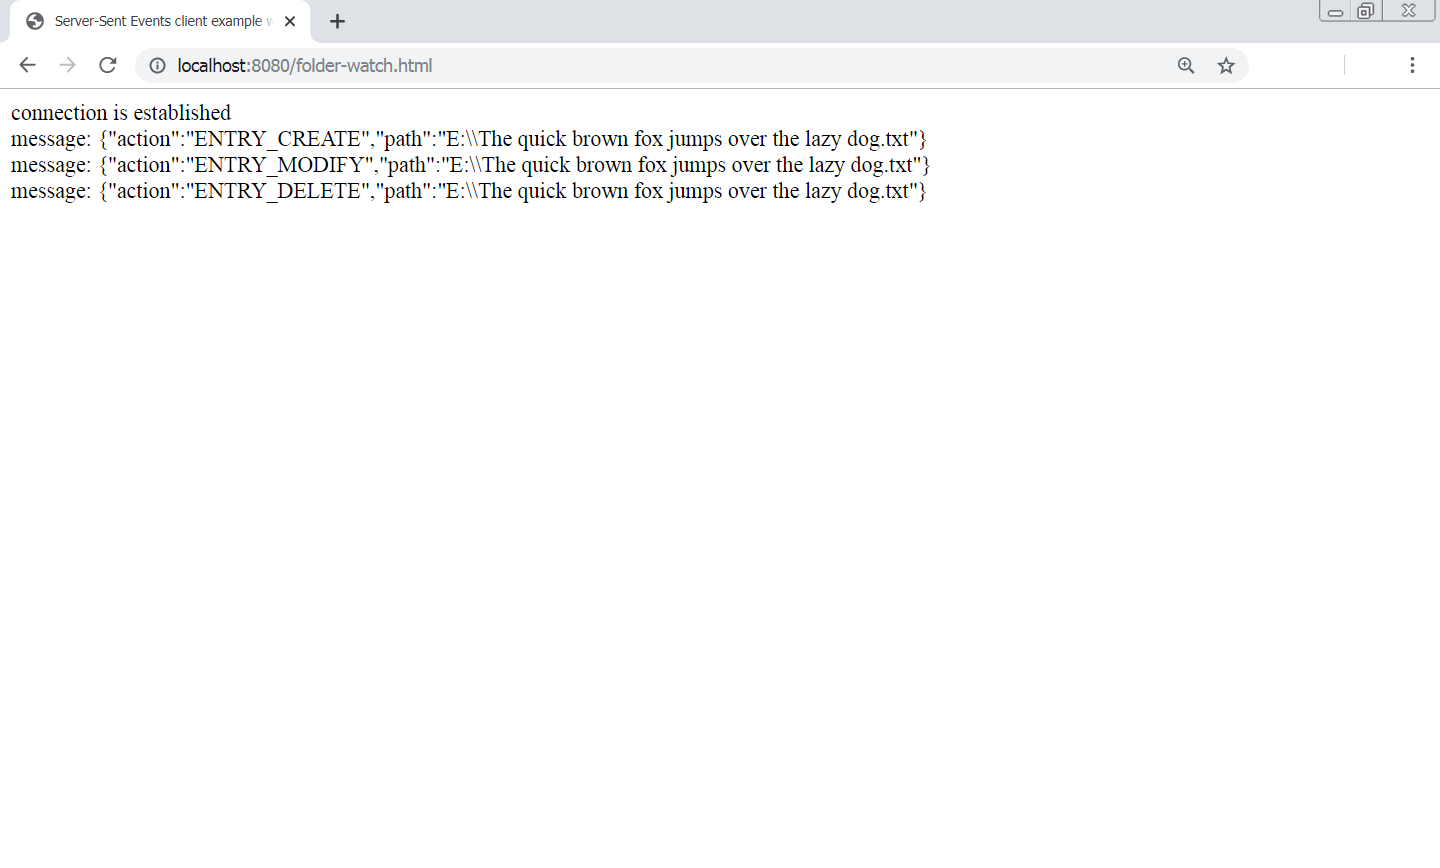 Server-Sent Events client example
localhost:8080/folder-watch.html
connection is established
message: {"action":"ENTRY_CREATE","path":"E:\\The quick brown fox jumps over the lazy dog.txt"}
message: {"action":"ENTRY_MODIFY","path":"E:\\The quick brown fox jumps over the lazy dog.txt"}
message: {"action":"ENTRY_DELETE","path":"E:\\The quick brown fox jumps over the lazy dog.txt"}